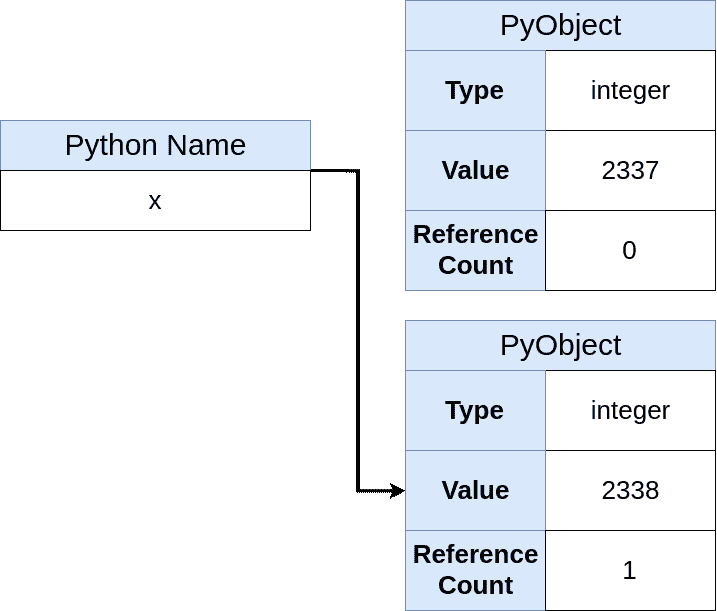 Python Name
x
PyObject
Type
integer
Value
2337
Reference
Count
0
PyObject
Type
integer
Value
2338
Reference
Count
1